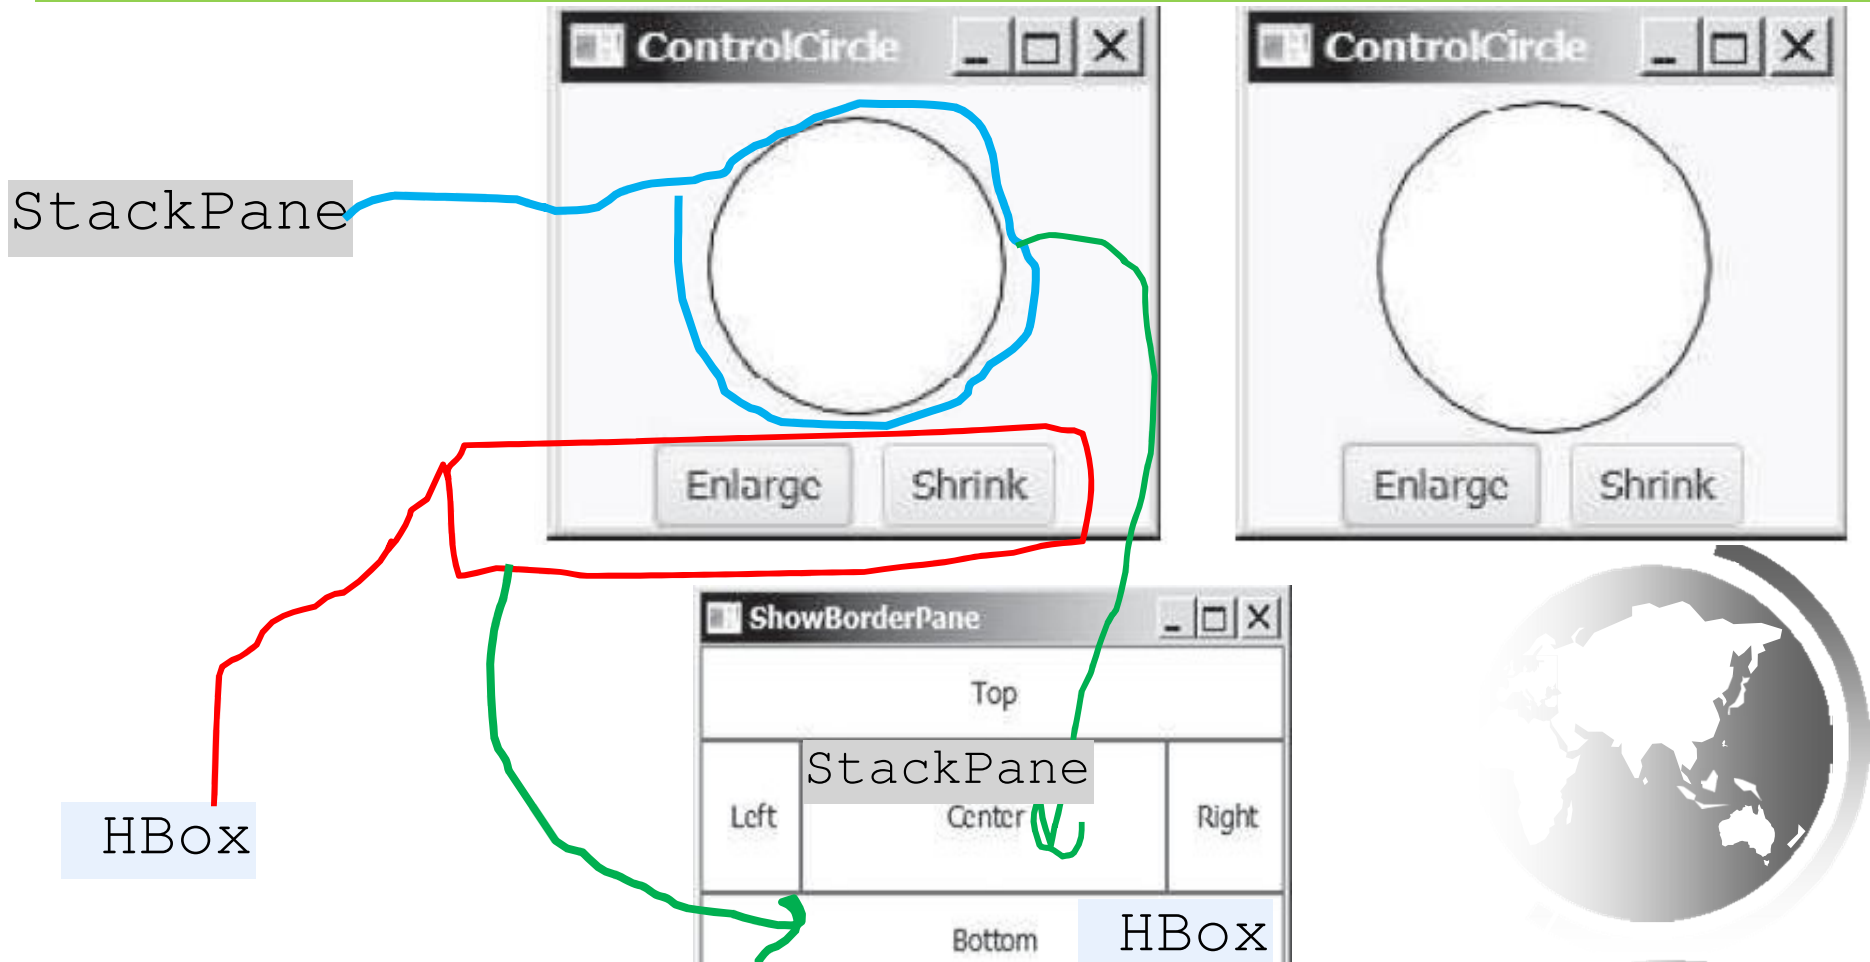 ControlCircle
ControlCircle
StackPane
Enlarge
Shrink
Enlarge
Shrink
ShowBorderPane
Top
StackPane
Left
Center
Right
HBox
Bottom
HBox